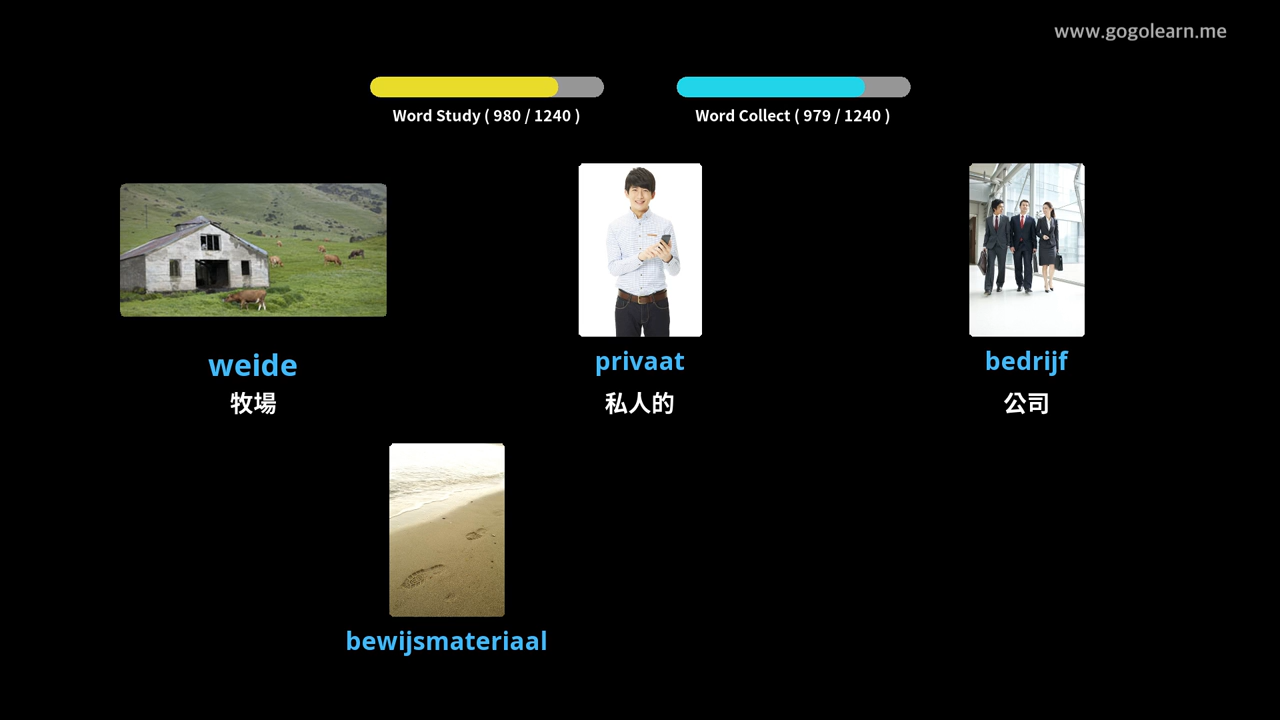 www.gogolearn.me
Word Study ( 980 / 1240 )
Word Collect ( 979 / 1240 )
weide
privaat
bedrijf
牧場
私人的
公司
bewijsmateriaal